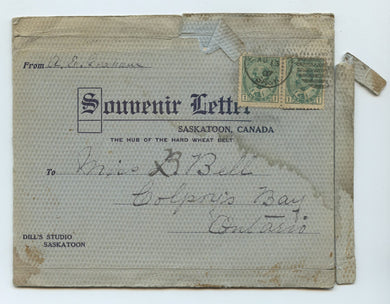 From
Souvenir Letter
SASKATOON, CANADA
THE HUB OF THE HARD WHEAT BELT
To Miss B Bell
Colpoy's Bay
Ontario
DILL'S STUDIO
SASKATOON